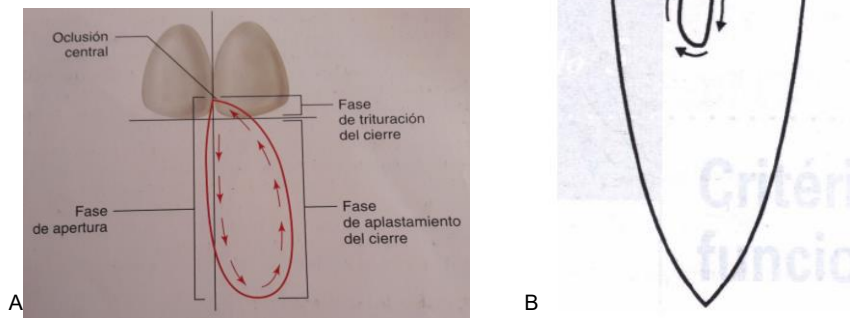 Oclusión
central
Fase
de trituración
del cierre
Fase
de apertura
Fase
de aplastamiento
del cierre
A
B
Critéri
funcio